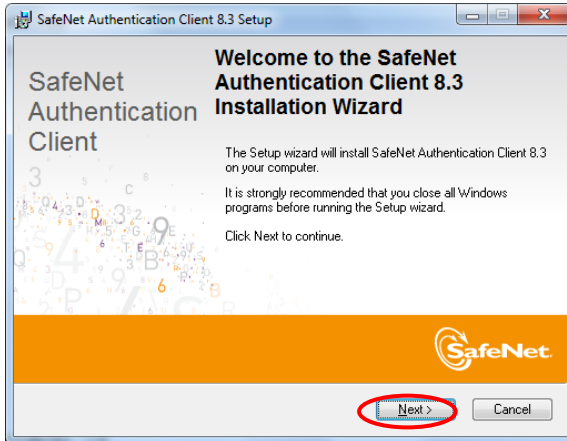 SafeNet Authentication Client 8.3 Setup
SafeNet
Authentication
Client
Welcome to the SafeNet
Authentication Client 8.3
Installation Wizard
The Setup wizard will install SafeNet Authentication Client 8.3
on your computer.
It is strongly recommended that you close all Windows
programs before running the Setup wizard.
Click Next to continue.
SafeNet.
Next >
Cancel